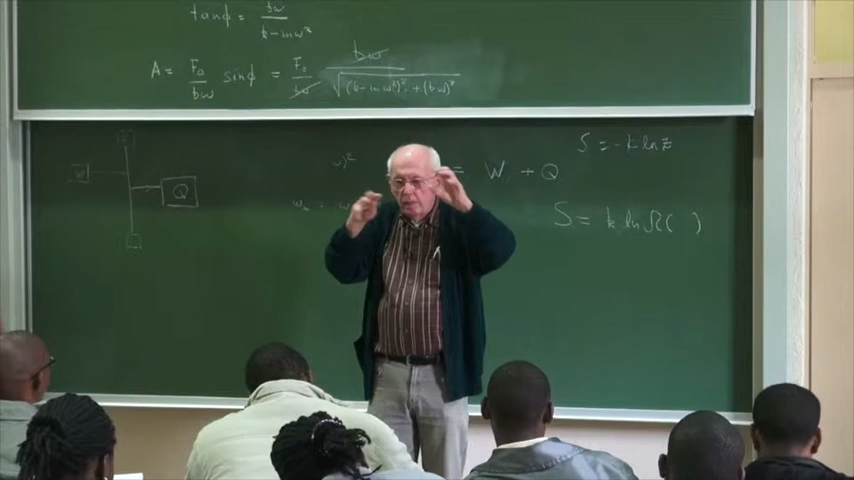 tanϕ = bω / k-mω²
A = F₀/bω sinϕ = F₀/bω bω/√((k-mω²)² + (bω)²
= W + Q
S = -k ln Z
Q
S = k ln Ω( )